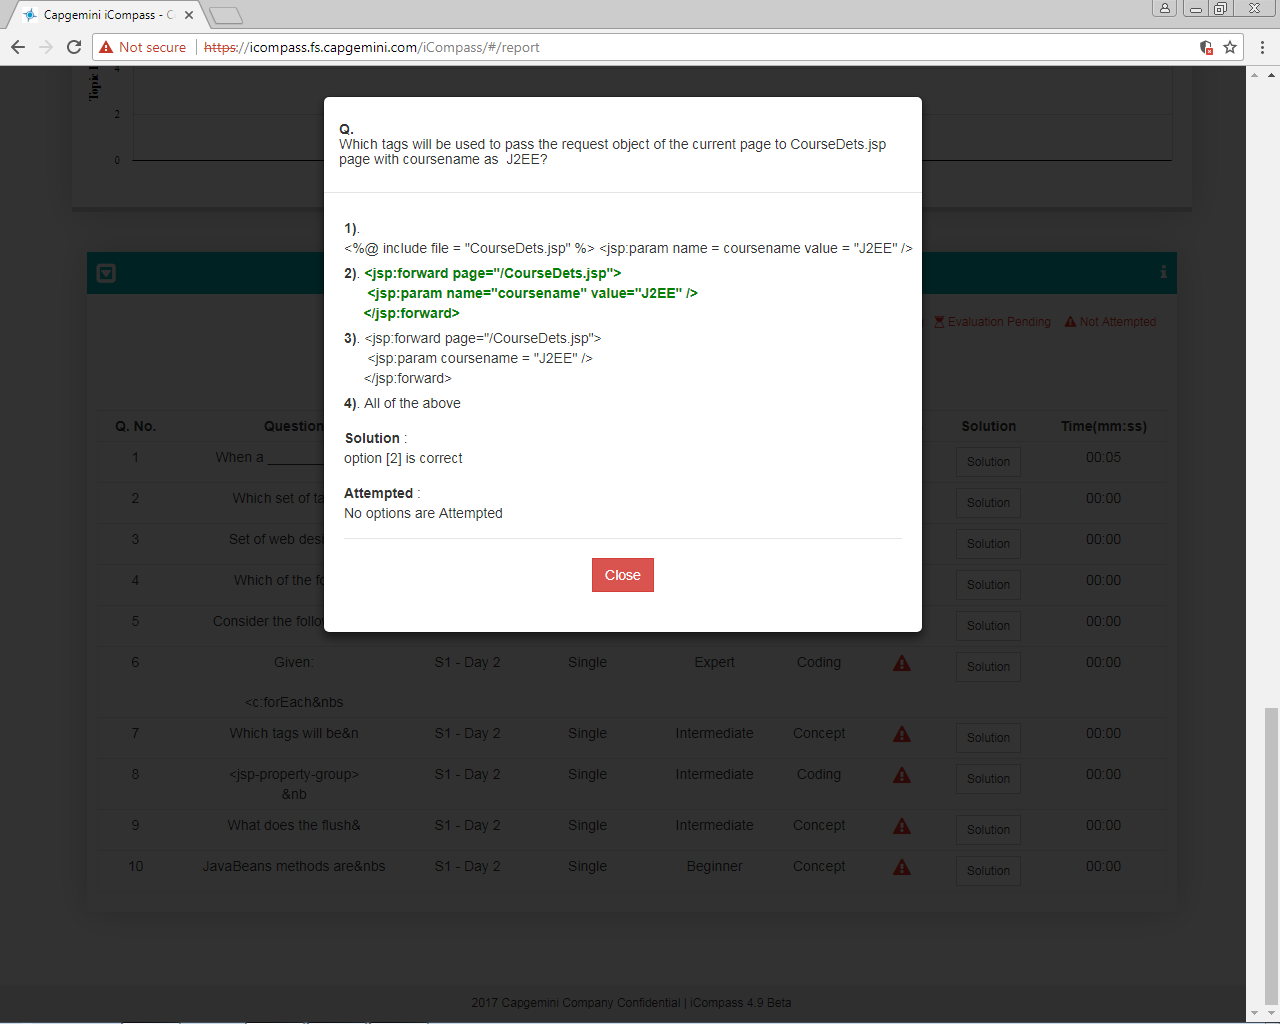 Capgemini iCompass - C
Not secure https://icompass.fs.capgemini.com/iCompass/#/report
4
2
0
Q.
Which tags will be used to pass the request object of the current page to CourseDets.jsp
page with coursename as J2EE?
1).
<%@ include file = "CourseDets.jsp" %> <jsp:param name = coursename value = "J2EE" />
2). <jsp:forward page="/CourseDets.jsp">
<jsp:param name="coursename" value="J2EE" />
</jsp:forward>
3). <jsp:forward page="/CourseDets.jsp">
<jsp:param coursename = "J2EE" />
</jsp:forward>
4). All of the above
Solution :
option [2] is correct
Attempted :
No options are Attempted
Close
Evaluation Pending Not Attempted
Q. No. Question Solution Time(mm:ss)
1 When a ________ Solution 00:05
2 Which set of ta Solution 00:00
3 Set of web des Solution 00:00
4 Which of the fo Solution 00:00
5 Consider the follo Solution 00:00
6 Given: S1 - Day 2 Single Expert Coding Solution 00:00
<c:forEach&nbs
7 Which tags will be&n S1 - Day 2 Single Intermediate Concept Solution 00:00
8 <jsp-property-group> S1 - Day 2 Single Intermediate Coding Solution 00:00
&nb
9 What does the flush& S1 - Day 2 Single Intermediate Concept Solution 00:00
10 JavaBeans methods are&nbs S1 - Day 2 Single Beginner Concept Solution 00:00
2017 Capgemini Company Confidential | iCompass 4.9 Beta